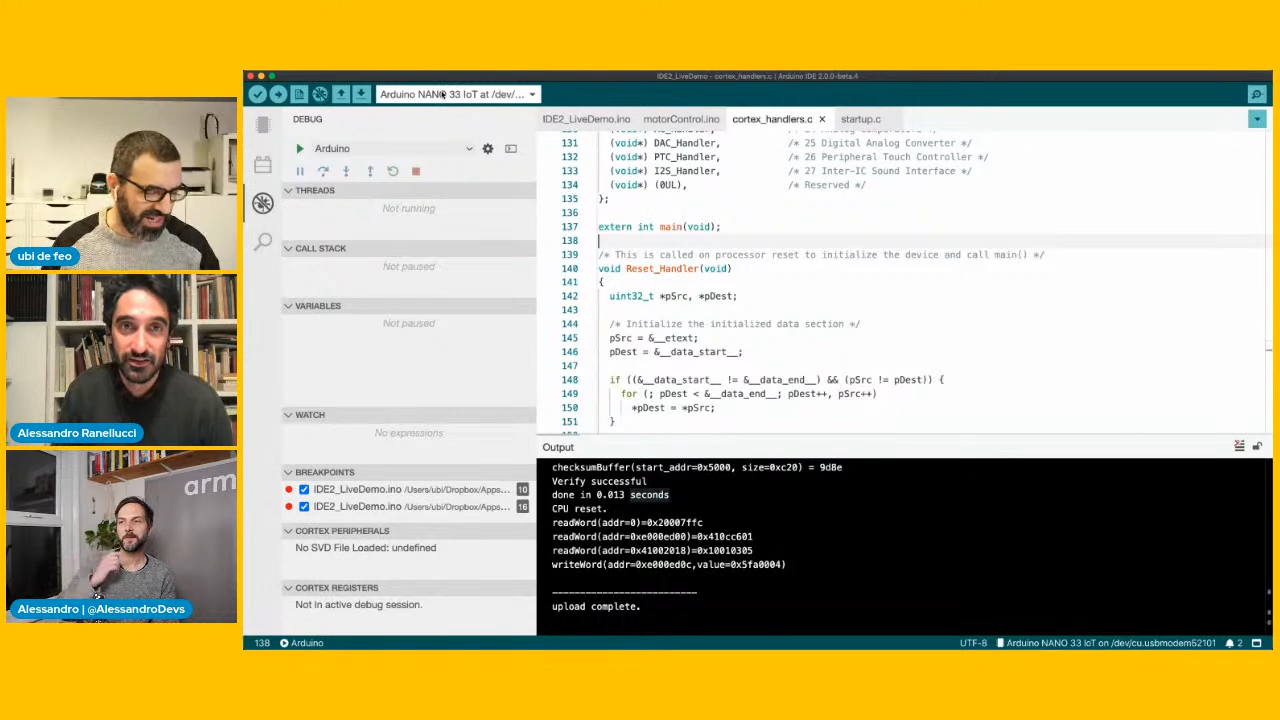 IDE2_LiveDemo - cortex_handlers.c | Arduino IDE 2.0.0-beta.4
Arduino NANO 33 IoT at /dev/...
DEBUG
Arduino
THREADS
Not running
CALL STACK
Not paused
VARIABLES
Not paused
WATCH
No expressions
BREAKPOINTS
IDE2_LiveDemo.ino /Users/ubi/Dropbox/Apps... 10
IDE2_LiveDemo.ino /Users/ubi/Dropbox/Apps... 16
CORTEX PERIPHERALS
No SVD File Loaded: undefined
CORTEX REGISTERS
Not in active debug session.
IDE2_LiveDemo.ino motorControl.ino cortex_handlers.c startup.c
131 (void*) DAC_Handler, /* 25 Digital Analog Converter */
132 (void*) PTC_Handler, /* 26 Peripheral Touch Controller */
133 (void*) I2S_Handler, /* 27 Inter-IC Sound Interface */
134 (void*) (0UL), /* Reserved */
135 };
136
137 extern int main(void);
138
139 /* This is called on processor reset to initialize the device and call main() */
140 void Reset_Handler(void)
141 {
142 uint32_t *pSrc, *pDest;
143
144 /* Initialize the initialized data section */
145 pSrc = &__etext;
146 pDest = &__data_start__;
147
148 if ((&__data_start__ != &__data_end__) && (pSrc != pDest)) {
149 for (; pDest < &__data_end__; pDest++, pSrc++)
150 *pDest = *pSrc;
151 }
Output
checksumBuffer(start_addr=0x5000, size=0xc20) = 9d8e
Verify successful
done in 0.013 seconds
CPU reset.
readWord(addr=0)=0x20007ffc
readWord(addr=0xe000ed00)=0x410cc601
readWord(addr=0x41002018)=0x10010305
writeWord(addr=0xe000ed0c,value=0x5fa0004)
------------------------
upload complete.
138 Arduino UTF-8 Arduino NANO 33 IoT on /dev/cu.usbmodem52101 2
ubi de feo
Alessandro Ranellucci
arm
Alessandro | @AlessandroDevs